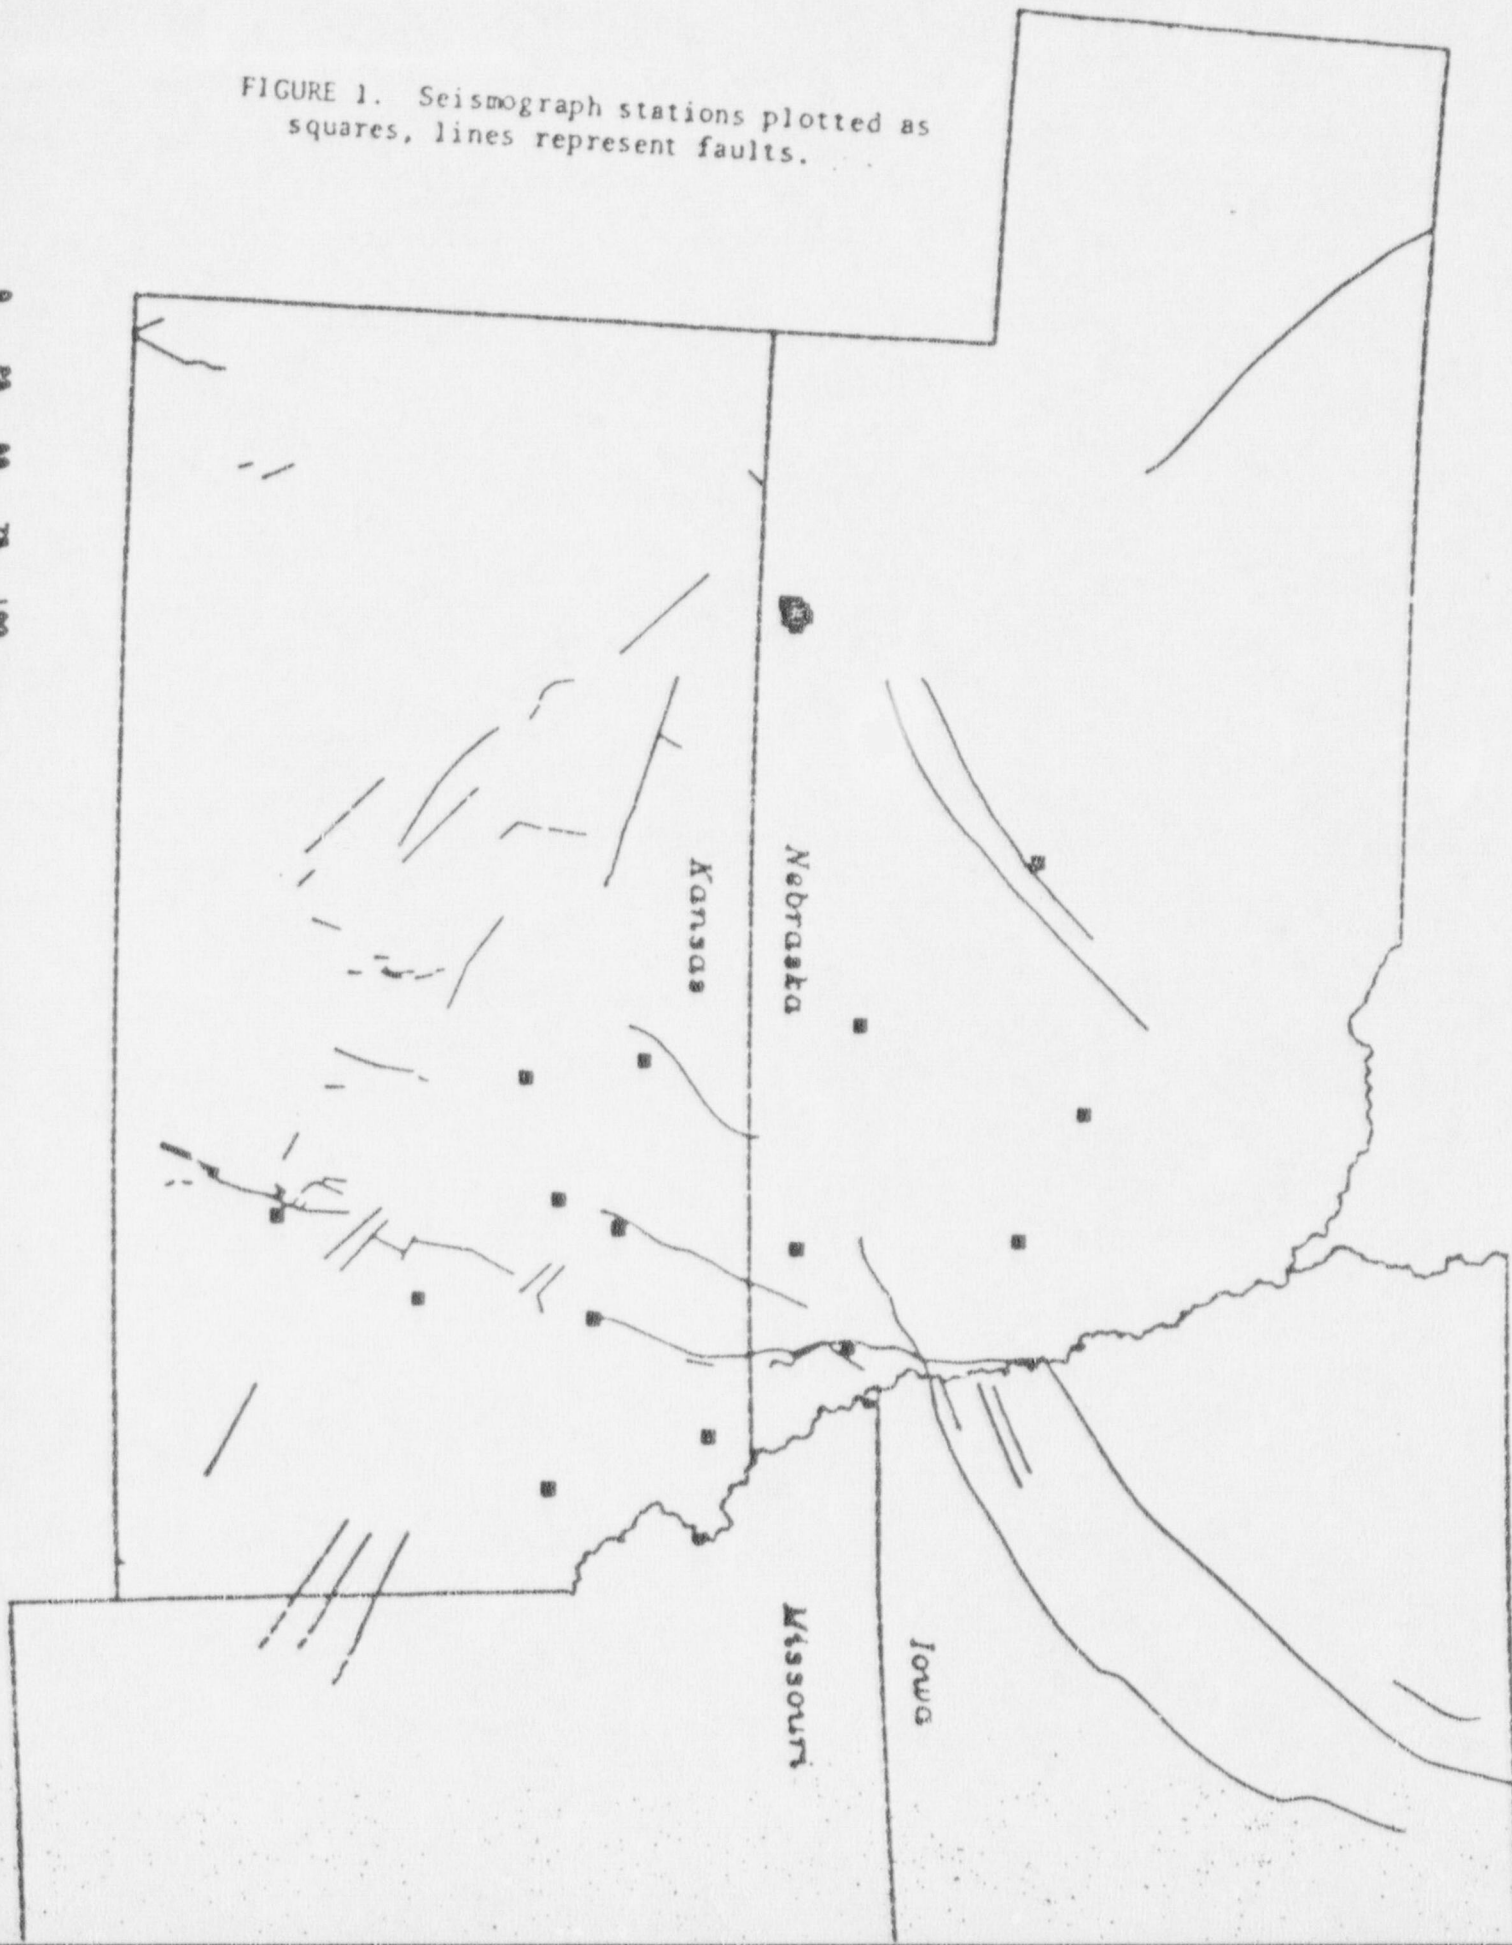 FIGURE 1. Seismograph stations plotted as
squares, lines represent faults.
Nebraska
Kansas
Missouri
Iowa